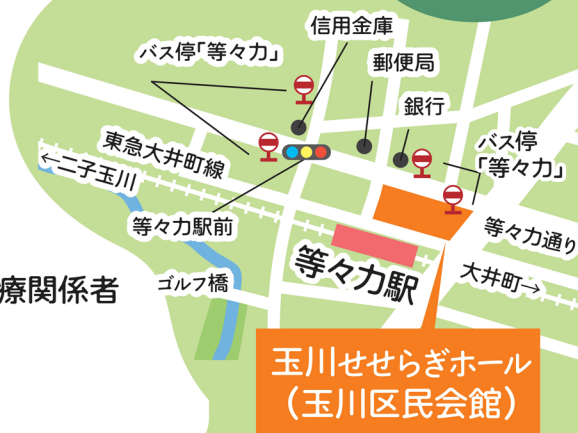 信用金庫
バス停「等々力」
郵便局
銀行
東急大井町線
バス停
「等々力」
←二子玉川
等々力駅前
等々力通り
等々力駅
大井町→
ゴルフ橋
療関係者
玉川せせらぎホール
(玉川区民会館)